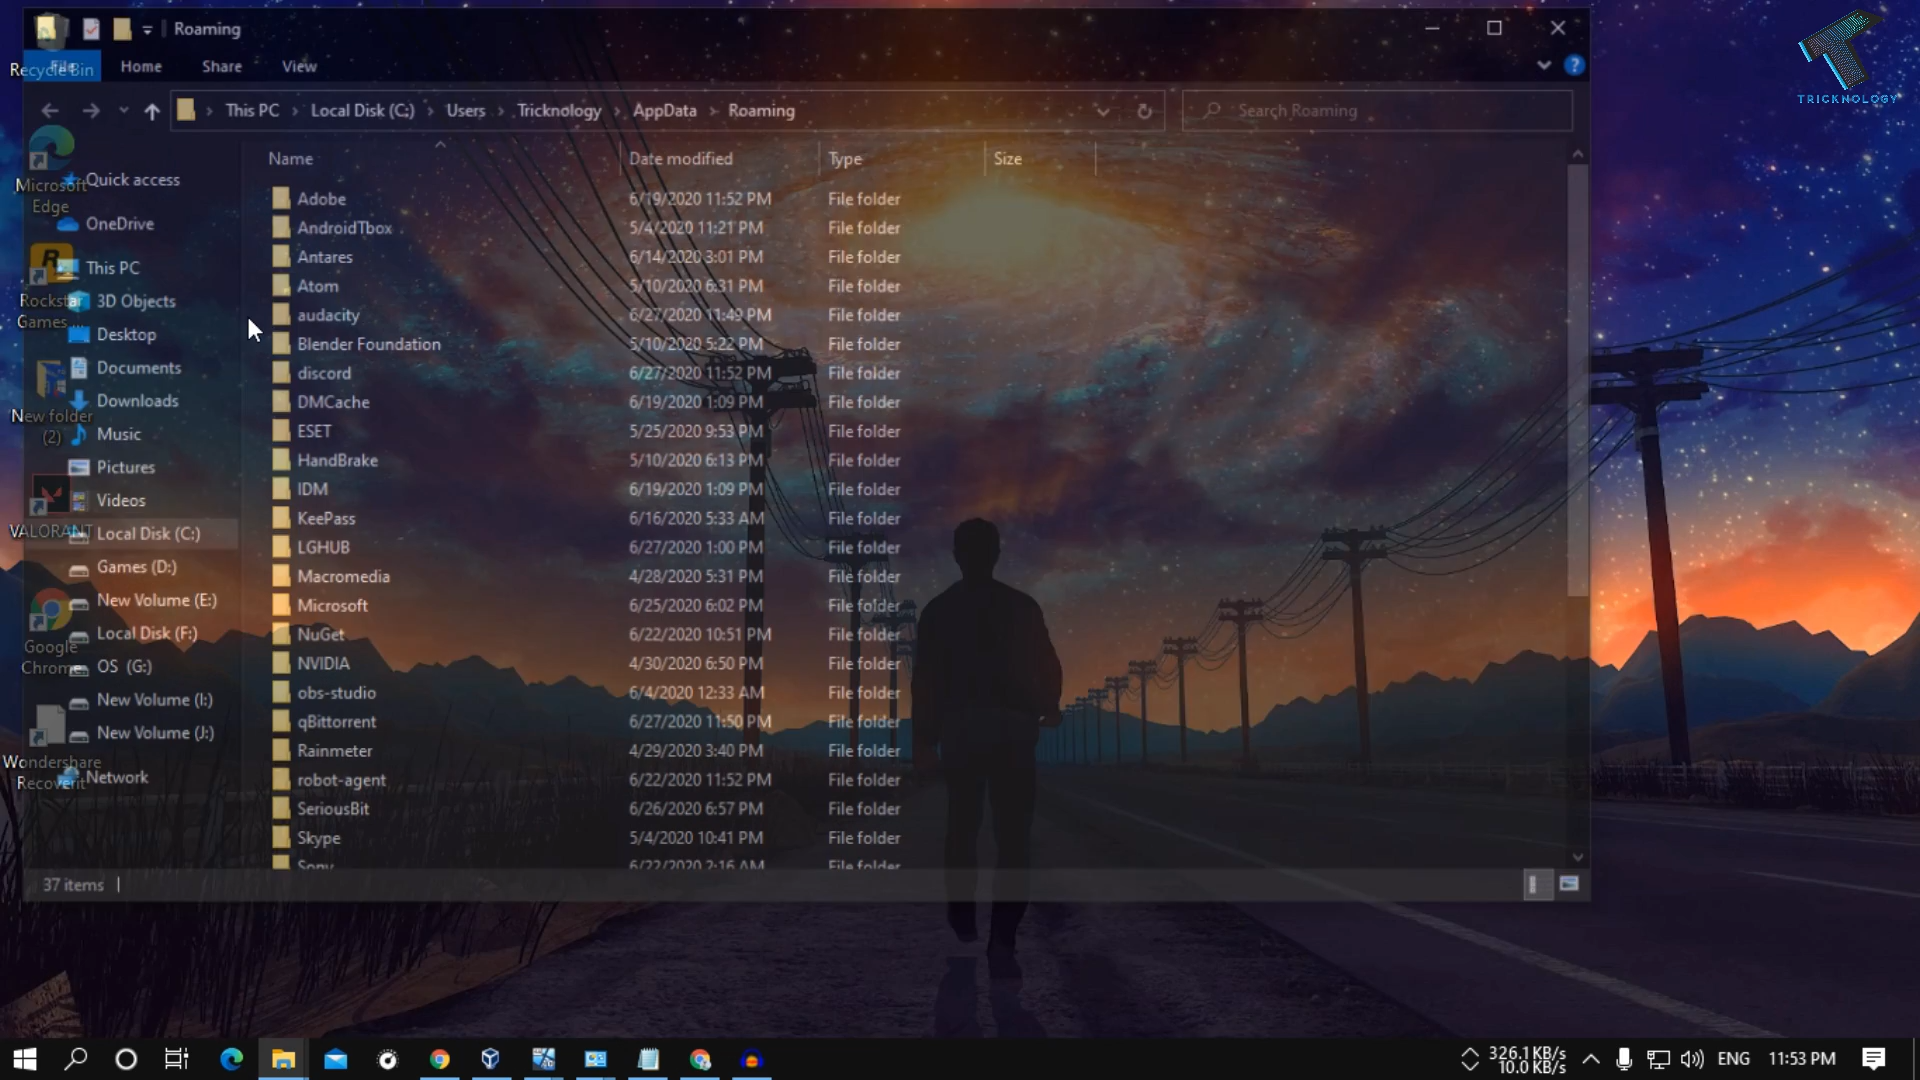 Roaming
File
Home
Share
View
This PC
Local Disk (C:)
Users
Tricknology
AppData
Roaming
Search Roaming
TRICKNOLOGY
Recycle Bin
Microsoft
Edge
Rockstar
Games ...
New folder
(2)
VALORANT
Google
Chrome
Wondershare
Recoverit
Quick access
OneDrive
This PC
3D Objects
Desktop
Documents
Downloads
Music
Pictures
Videos
Local Disk (C:)
Games (D:)
New Volume (E:)
Local Disk (F:)
OS (G:)
New Volume (I:)
New Volume (J:)
Network
Name Date modified Type Size
Adobe 6/19/2020 11:52 PM File folder
AndroidTbox 5/4/2020 11:21 PM File folder
Antares 6/14/2020 3:01 PM File folder
Atom 5/10/2020 6:31 PM File folder
audacity 6/27/2020 11:49 PM File folder
Blender Foundation 5/10/2020 5:22 PM File folder
discord 6/27/2020 11:52 PM File folder
DMCache 6/19/2020 1:09 PM File folder
ESET 5/25/2020 9:53 PM File folder
HandBrake 5/10/2020 6:13 PM File folder
IDM 6/19/2020 1:09 PM File folder
KeePass 6/16/2020 5:33 AM File folder
LGHUB 6/27/2020 1:00 PM File folder
Macromedia 4/28/2020 5:31 PM File folder
Microsoft 6/25/2020 6:02 PM File folder
NuGet 6/22/2020 10:51 PM File folder
NVIDIA 4/30/2020 6:50 PM File folder
obs-studio 6/4/2020 12:33 AM File folder
qBittorrent 6/27/2020 11:50 PM File folder
Rainmeter 4/29/2020 3:40 PM File folder
robot-agent 6/22/2020 11:52 PM File folder
SeriousBit 6/26/2020 6:57 PM File folder
Skype 5/4/2020 10:41 PM File folder
Sony 6/22/2020 2:16 AM File folder
37 items
326.1 KB/s
10.0 KB/s
ENG
11:53 PM